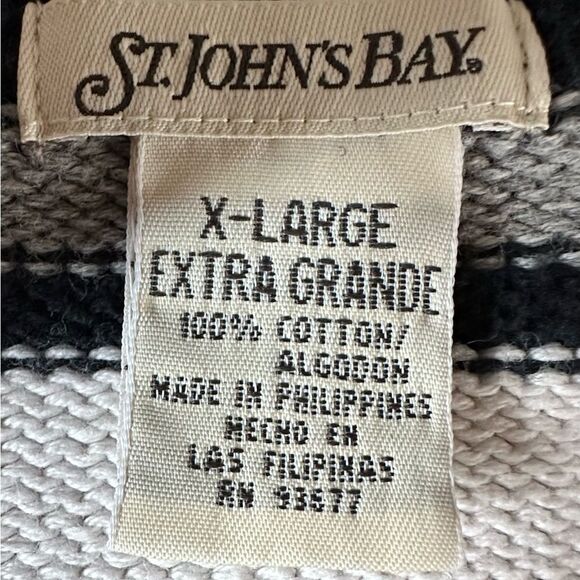 ST. JOHN'S BAY®
X-LARGE
EXTRA GRANDE
100% COTTON/
ALGODON
MADE IN PHILIPPINES
HECHO EN
LAS FILIPINAS
RN 93677